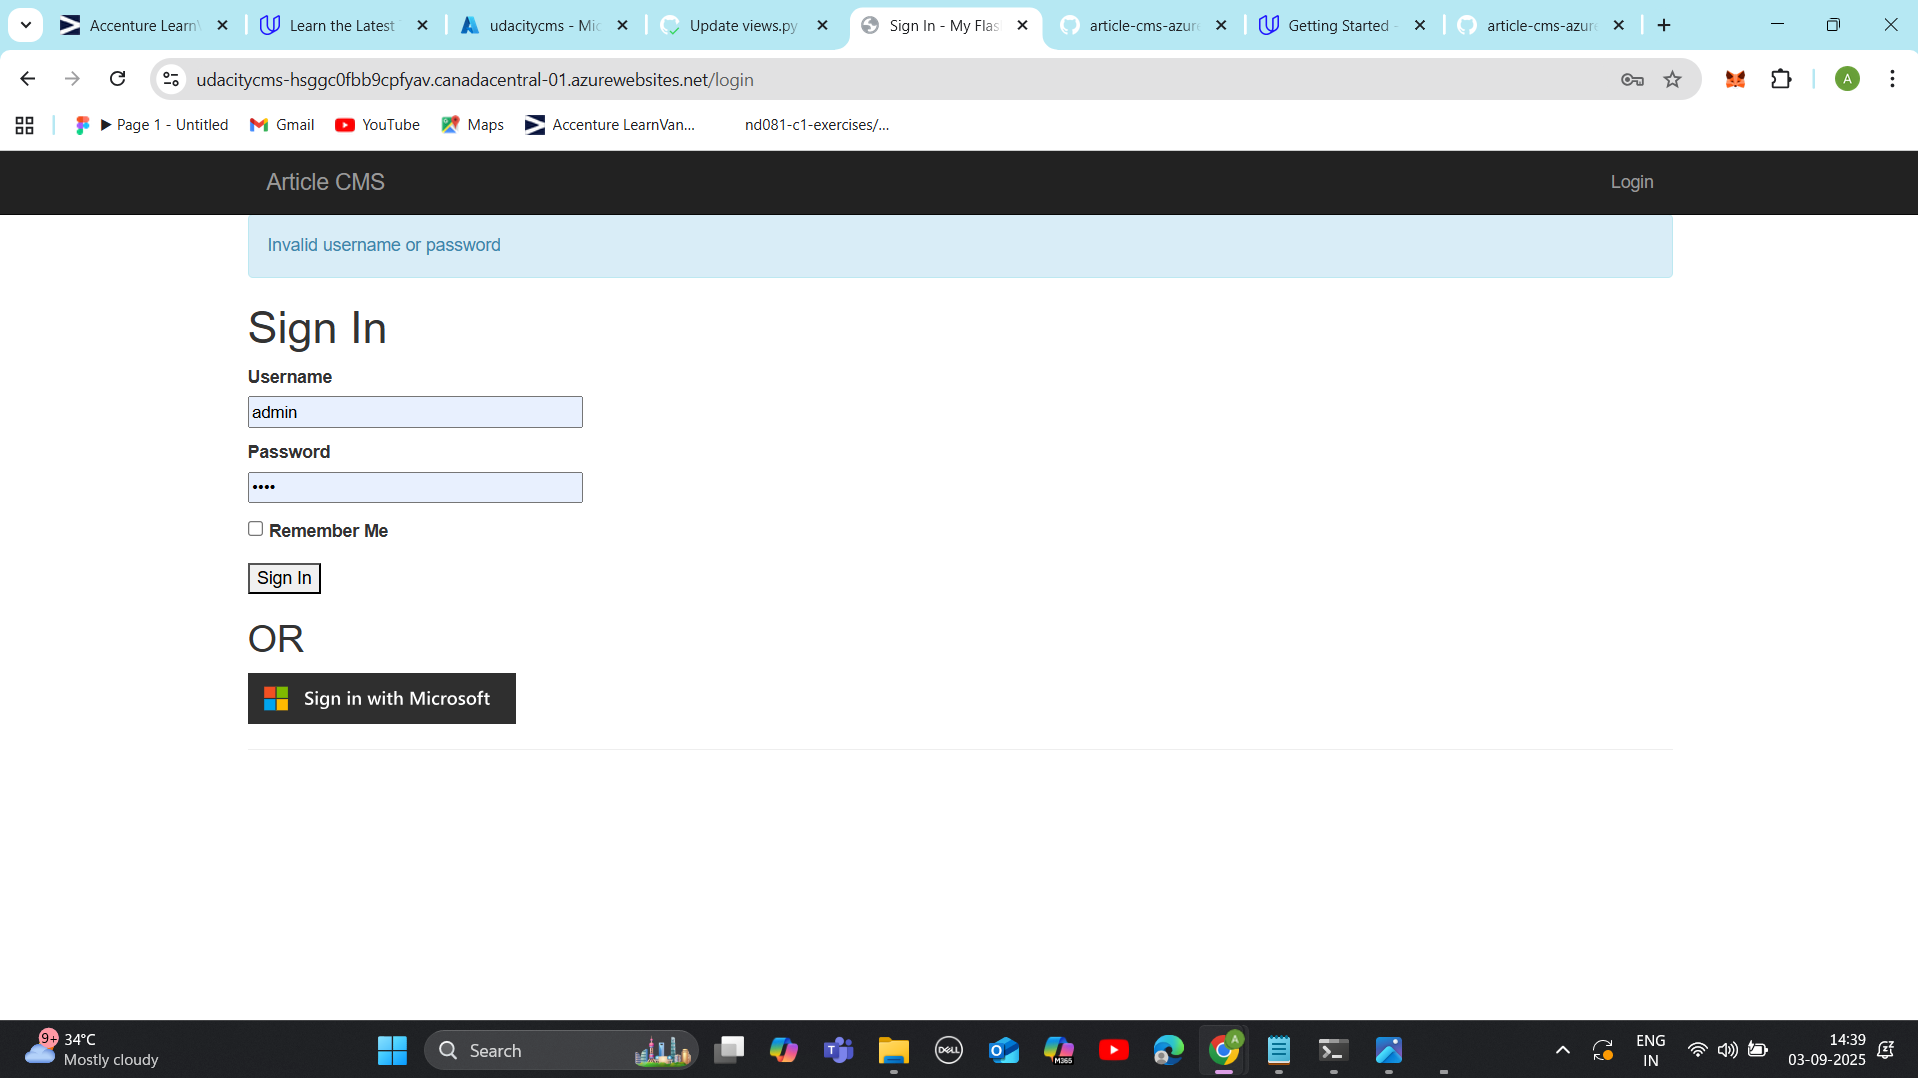 Accenture LearnV
Learn the Latest
udacitycms - Mic
Update views.py
Sign In - My Flas
article-cms-azur
Getting Started -
article-cms-azur
udacitycms-hsggc0fbb9cpfyav.canadacentral-01.azurewebsites.net/login
A
▶ Page 1 - Untitled
Gmail
YouTube
Maps
Accenture LearnVan...
nd081-c1-exercises/...
Article CMS
Login
Invalid username or password
Sign In
Username
admin
Password
••••
Remember Me
Sign In
OR
Sign in with Microsoft
9+
34°C
Mostly cloudy
Search
DELL
M365
A
ENG
IN
14:39
03-09-2025